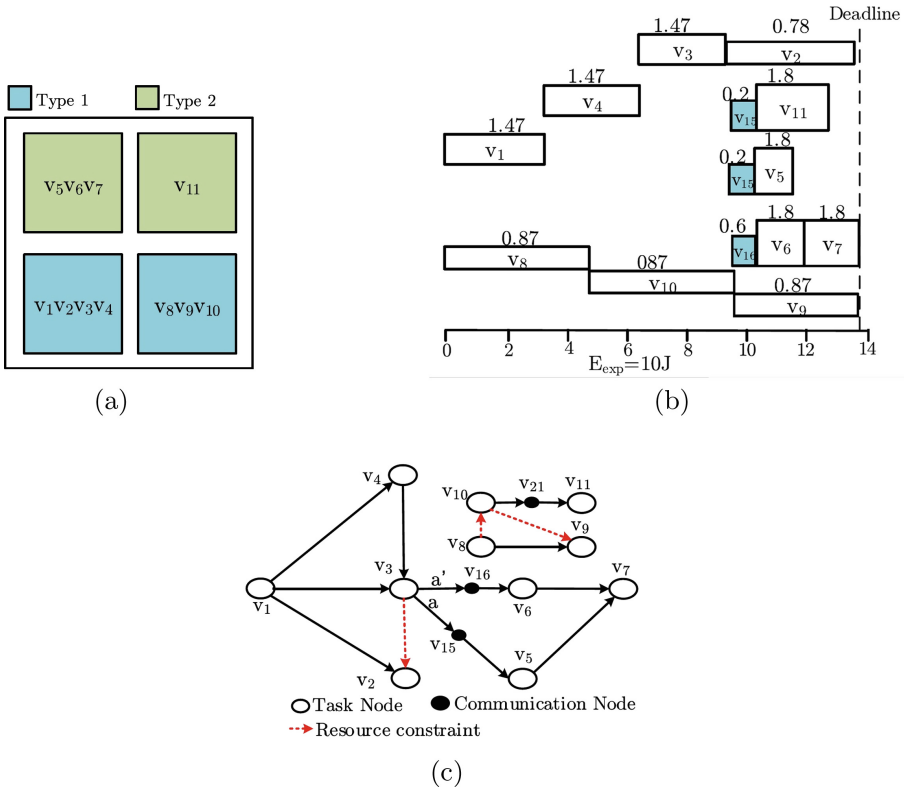 Type 1
Type 2
v5v6v7
v11
v1v2v3v4
v8v9v10
(a)
Deadline
1.47
0.78
v3
v2
1.47
1.8
v4
0.2
v15
v11
1.47
1.8
v1
0.2
v15
v5
0.6
1.8
1.8
v16
v6
v7
0.87
v8
087
v10
0.87
v9
0
2
4
6
8
10
12
14
Eexp=10J
(b)
v4
v10
v21
v11
v9
v8
v3
a'
v16
v7
v1
a
v6
v15
v5
v2
Task Node
Communication Node
Resource constraint
(c)